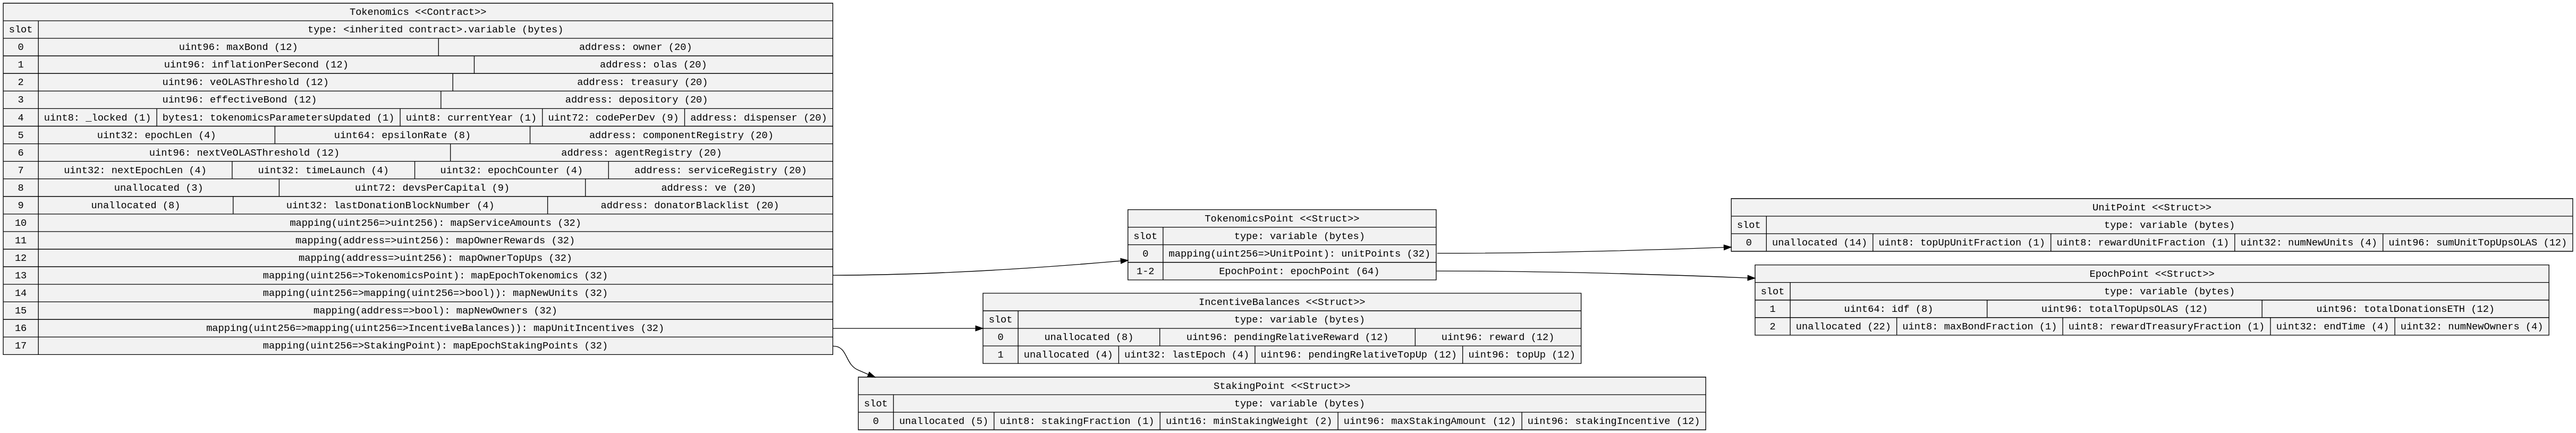 Tokenomics <<Contract>>
slot type: <inherited contract>.variable (bytes)
0 uint96: maxBond (12) address: owner (20)
1 uint96: inflationPerSecond (12) address: olas (20)
2 uint96: veOLASThreshold (12) address: treasury (20)
3 uint96: effectiveBond (12) address: depository (20)
4 uint8: _locked (1) bytes1: tokenomicsParametersUpdated (1) uint8: currentYear (1) uint72: codePerDev (9) address: dispenser (20)
5 uint32: epochLen (4) uint64: epsilonRate (8) address: componentRegistry (20)
6 uint96: nextVeOLASThreshold (12) address: agentRegistry (20)
7 uint32: nextEpochLen (4) uint32: timeLaunch (4) uint32: epochCounter (4) address: serviceRegistry (20)
8 unallocated (3) uint72: devsPerCapital (9) address: ve (20)
9 unallocated (8) uint32: lastDonationBlockNumber (4) address: donatorBlacklist (20)
10 mapping(uint256=>uint256): mapServiceAmounts (32)
11 mapping(address=>uint256): mapOwnerRewards (32)
12 mapping(address=>uint256): mapOwnerTopUps (32)
13 mapping(uint256=>TokenomicsPoint): mapEpochTokenomics (32)
14 mapping(uint256=>mapping(uint256=>bool)): mapNewUnits (32)
15 mapping(address=>bool): mapNewOwners (32)
16 mapping(uint256=>mapping(uint256=>IncentiveBalances)): mapUnitIncentives (32)
17 mapping(uint256=>StakingPoint): mapEpochStakingPoints (32)
TokenomicsPoint <<Struct>>
slot type: variable (bytes)
0 mapping(uint256=>UnitPoint): unitPoints (32)
1-2 EpochPoint: epochPoint (64)
IncentiveBalances <<Struct>>
slot type: variable (bytes)
0 unallocated (8) uint96: pendingRelativeReward (12) uint96: reward (12)
1 unallocated (4) uint32: lastEpoch (4) uint96: pendingRelativeTopUp (12) uint96: topUp (12)
StakingPoint <<Struct>>
slot type: variable (bytes)
0 unallocated (5) uint8: stakingFraction (1) uint16: minStakingWeight (2) uint96: maxStakingAmount (12) uint96: stakingIncentive (12)
UnitPoint <<Struct>>
slot type: variable (bytes)
0 unallocated (14) uint8: topUpUnitFraction (1) uint8: rewardUnitFraction (1) uint32: numNewUnits (4) uint96: sumUnitTopUpsOLAS (12)
EpochPoint <<Struct>>
slot type: variable (bytes)
1 uint64: idf (8) uint96: totalTopUpsOLAS (12) uint96: totalDonationsETH (12)
2 unallocated (22) uint8: maxBondFraction (1) uint8: rewardTreasuryFraction (1) uint32: endTime (4) uint32: numNewOwners (4)